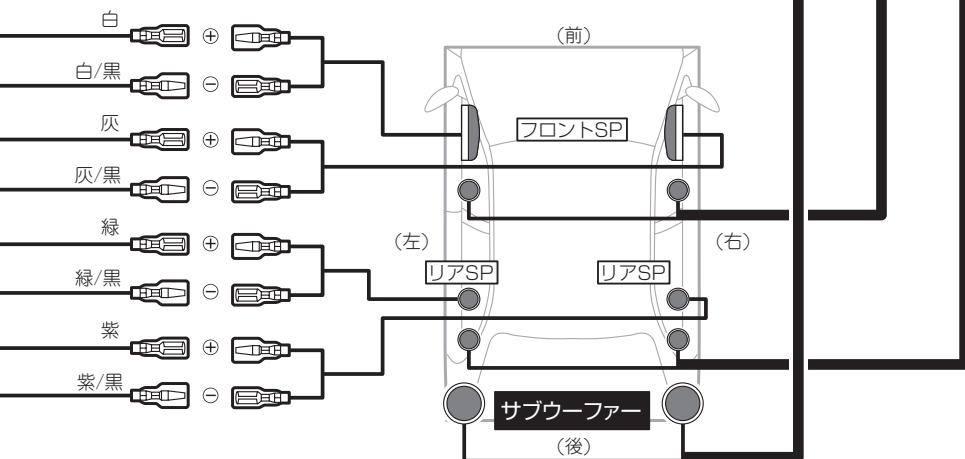 白
⊕
白/黒
⊖
灰
⊕
灰/黒
⊖
緑
⊕
緑/黒
⊖
紫
⊕
紫/黒
⊖
(前)
フロントSP
(左)
(右)
リアSP
リアSP
サブウーファー
(後)